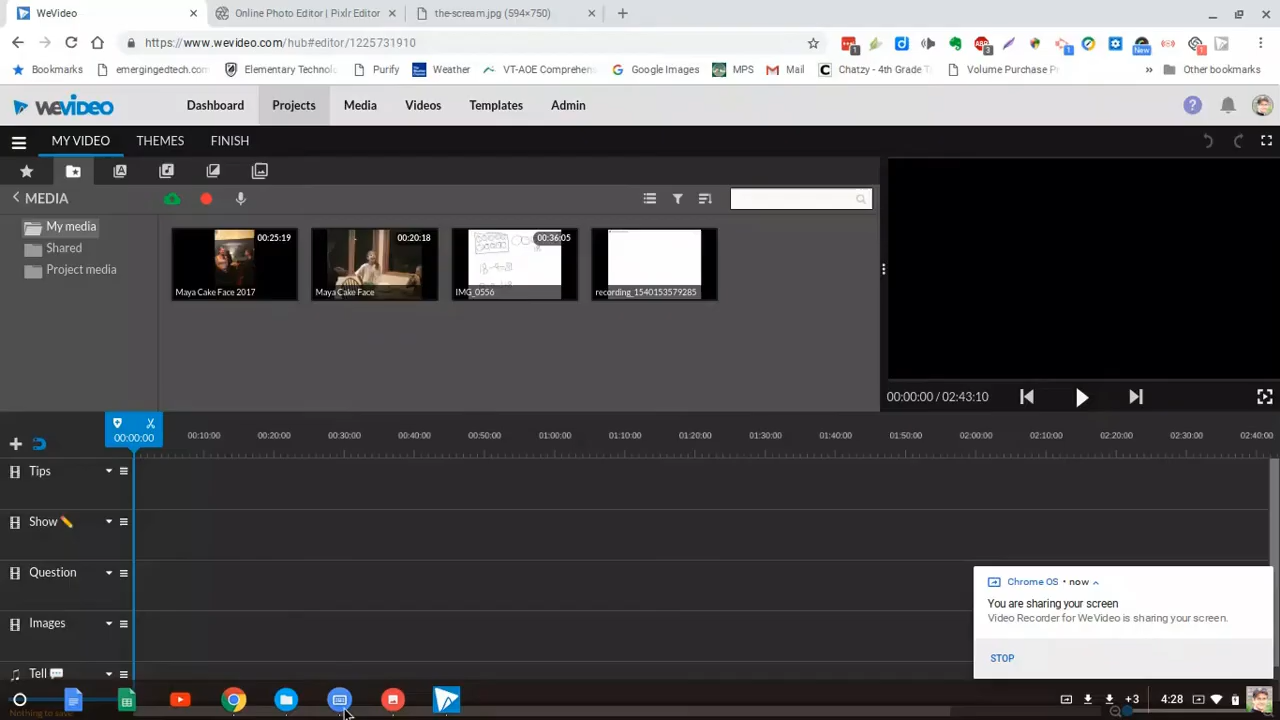 WeVideo
Online Photo Editor | Pixlr Editor
the-scream.jpg (594×750)
https://www.wevideo.com/hub#editor/1225731910
Bookmarks
emergingedtech.com
Elementary Technol
Purify
Weather
VT-AOE Comprehen
Google Images
MPS
Mail
Chatzy - 4th Grade T
Volume Purchase P
»
Other bookmarks
WEVIDEO
Dashboard
Projects
Media
Videos
Templates
Admin
MY VIDEO
THEMES
FINISH
MEDIA
My media
Shared
Project media
00:25:19
Maya Cake Face 2017
00:20:18
Maya Cake Face
00:36:05
IMG_0556
recording_1540153579285
00:00:00 / 02:43:10
00:00:00
00:10:00
00:20:00
00:30:00
00:40:00
00:50:00
01:00:00
01:10:00
01:20:00
01:30:00
01:40:00
01:50:00
02:00:00
02:10:00
02:20:00
02:30:00
02:40:00
Tips
Show ✏️
Question
Images
Tell 💬
Chrome OS • now
You are sharing your screen
Video Recorder for WeVideo is sharing your screen.
STOP
+3
4:28
Nothing to save